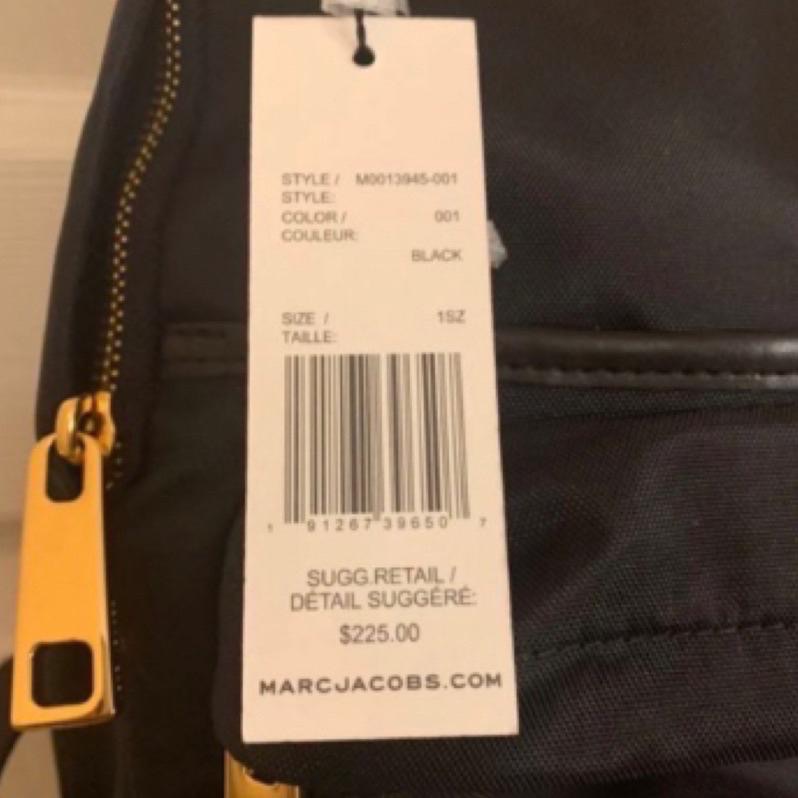 STYLE / M0013945-001
STYLE:
COLOR / 001
COULEUR:
BLACK
SIZE / 1SZ
TAILLE:
1 91267 39650 7
SUGG.RETAIL /
DÉTAIL SUGGÉRÉ:
$225.00
MARCJACOBS.COM